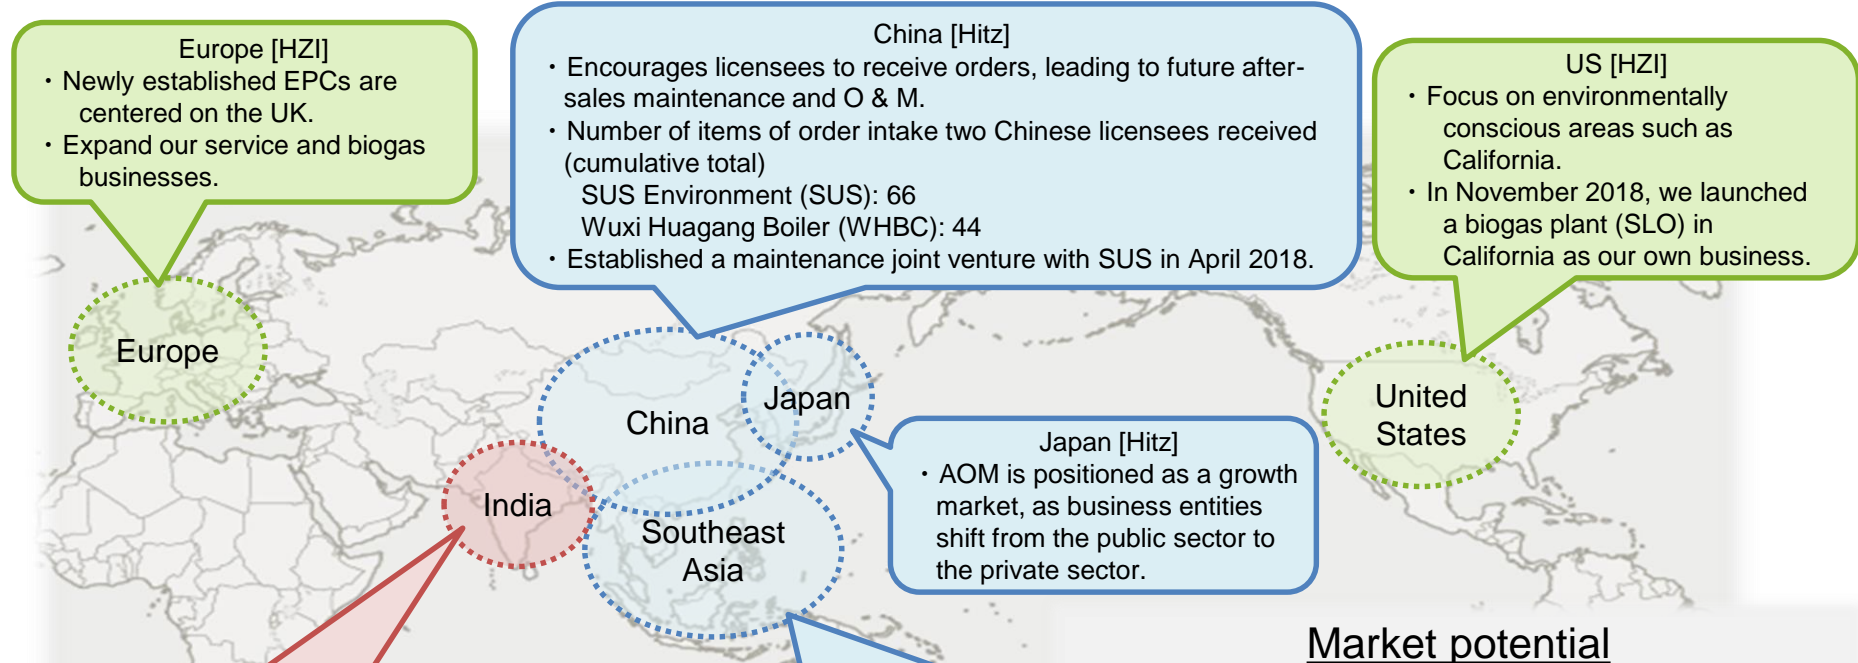 Europe [HZI]
・Newly established EPCs are
centered on the UK.
・Expand our service and biogas
businesses.
China [Hitz]
・Encourages licensees to receive orders, leading to future after-
sales maintenance and O & M.
・Number of items of order intake two Chinese licensees received
(cumulative total)
SUS Environment (SUS): 66
Wuxi Huagang Boiler (WHBC): 44
・Established a maintenance joint venture with SUS in April 2018.
US [HZI]
・Focus on environmentally
conscious areas such as
California.
・In November 2018, we launched
a biogas plant (SLO) in
California as our own business.
Europe
China
Japan
United
States
India
Southeast
Asia
Japan [Hitz]
・AOM is positioned as a growth
market, as business entities
shift from the public sector to
the private sector.
Market potential